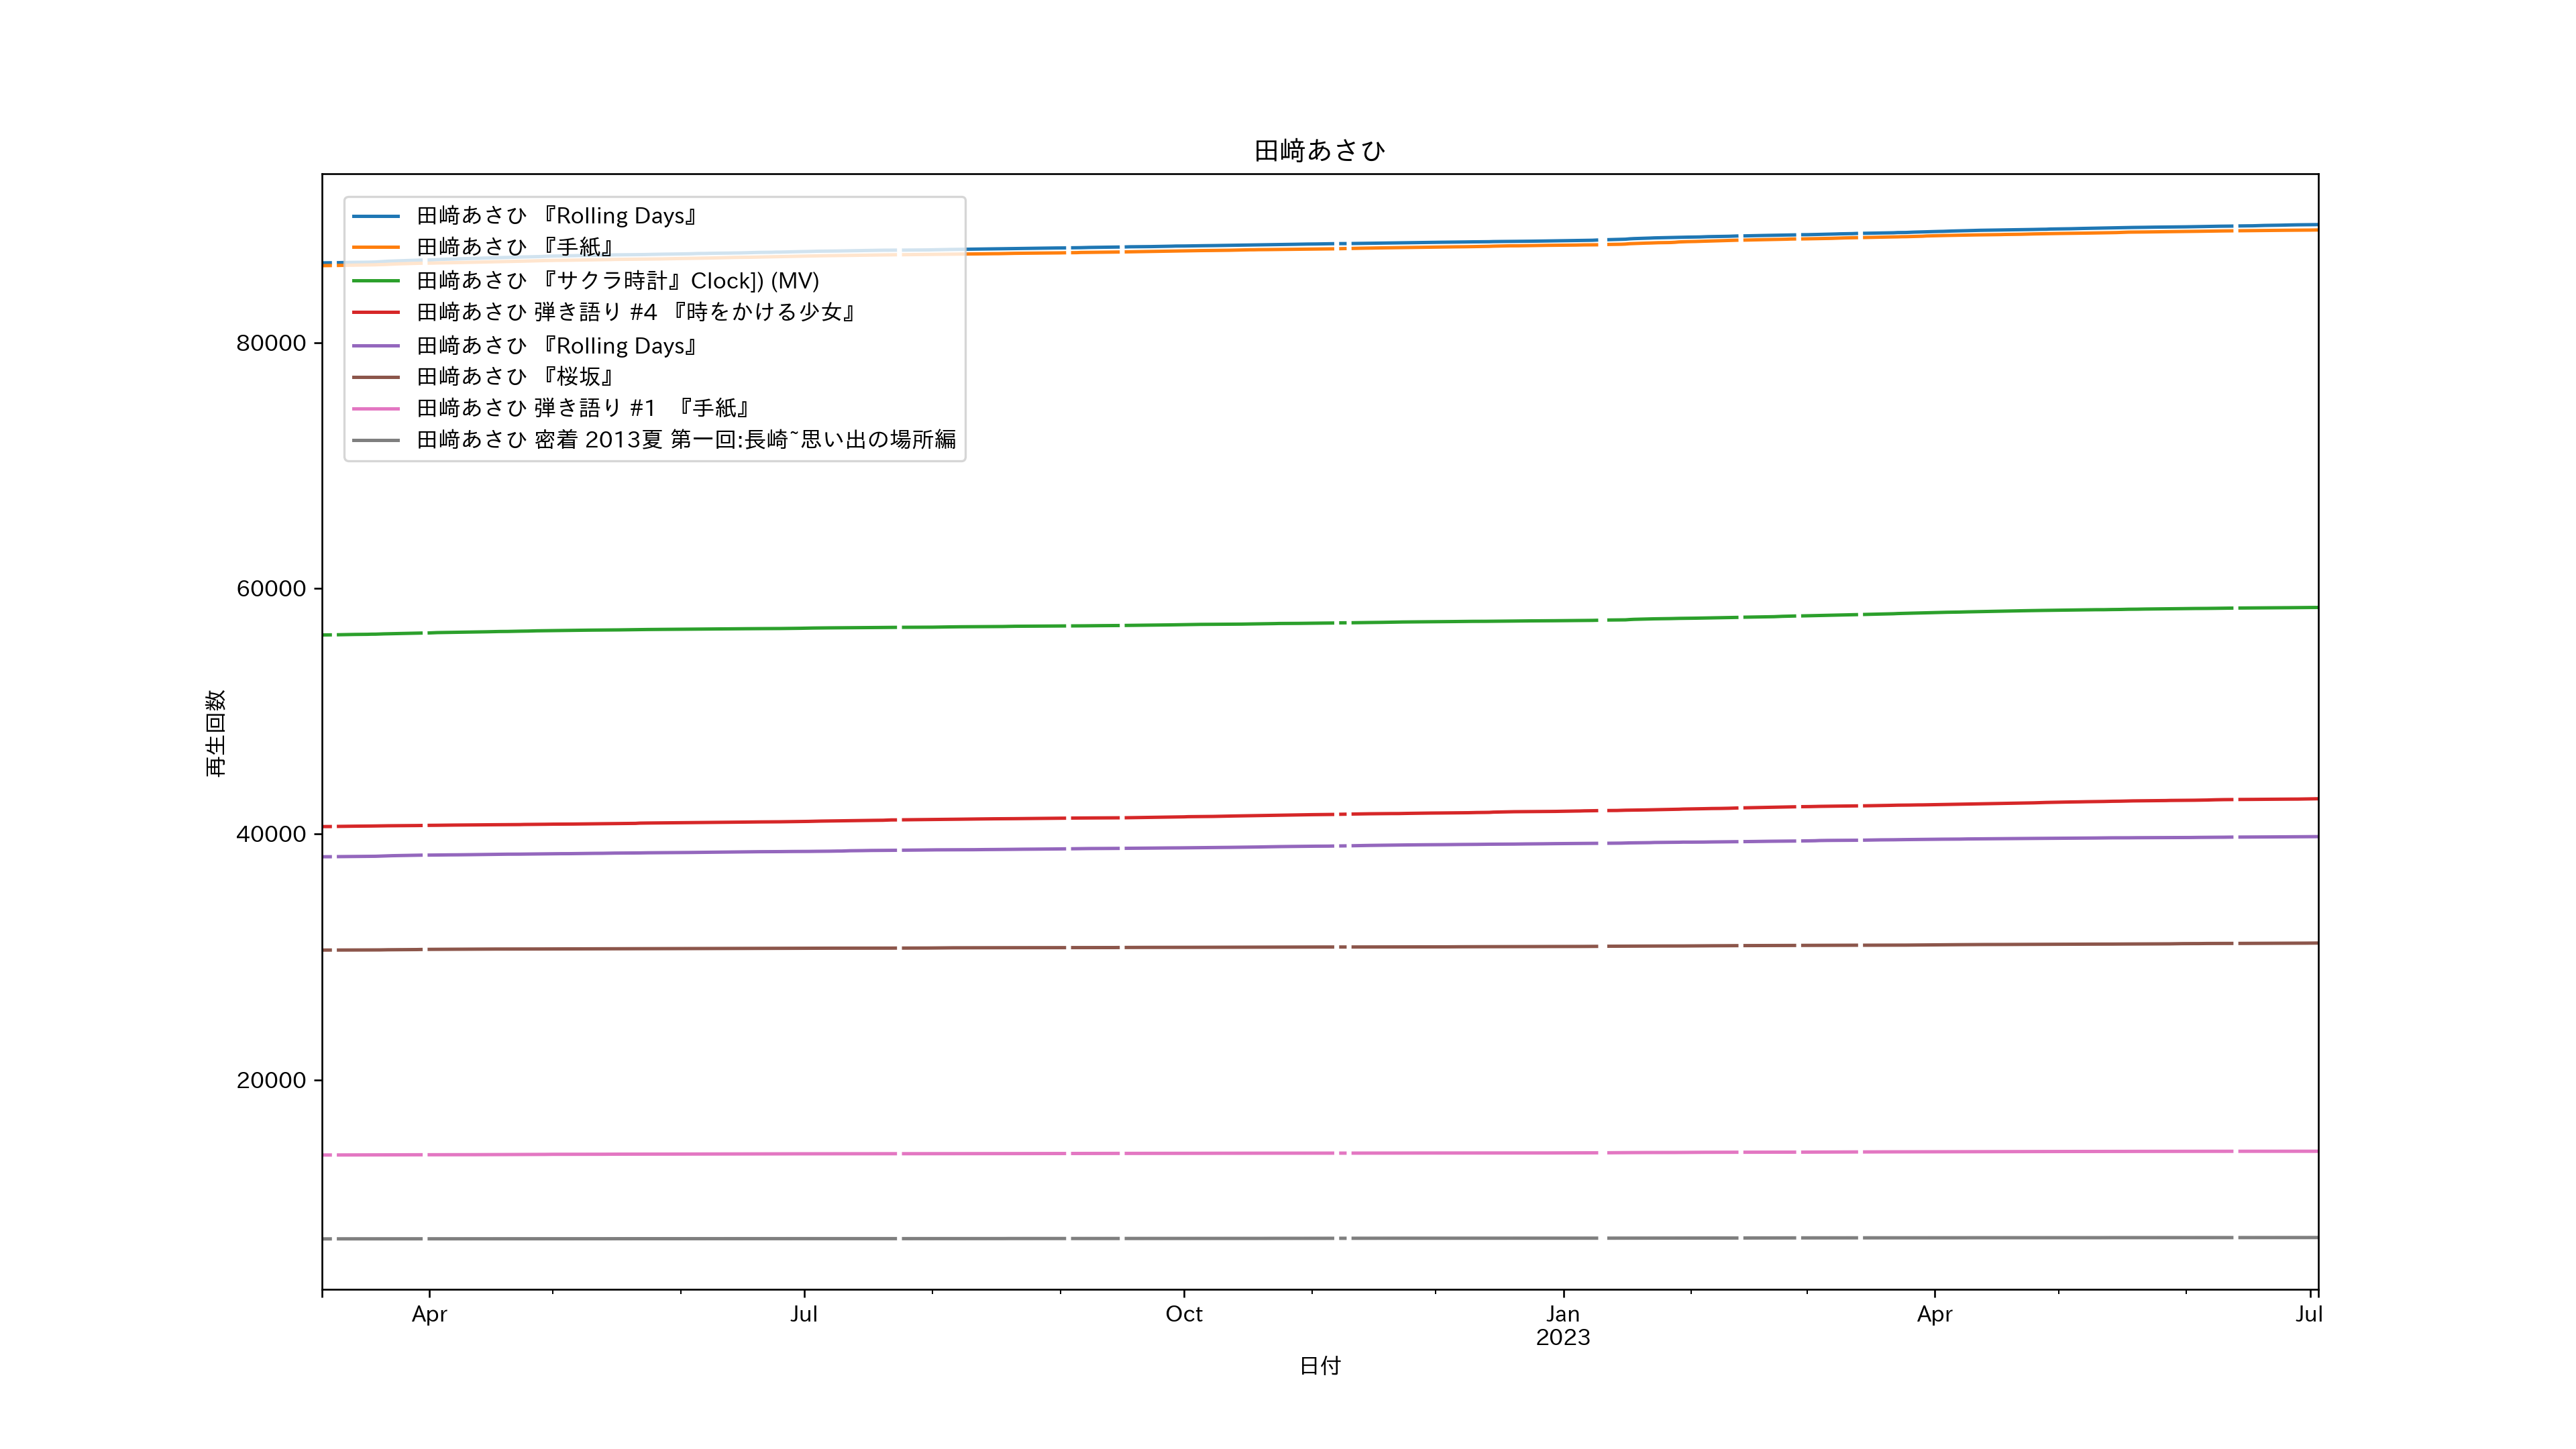 田﨑あさひ
田﨑あさひ 『Rolling Days』
田﨑あさひ 『手紙』
田﨑あさひ 『サクラ時計』Clock]) (MV)
田﨑あさひ 弾き語り #4 『時をかける少女』
田﨑あさひ 『Rolling Days』
田﨑あさひ 『桜坂』
田﨑あさひ 弾き語り #1 『手紙』
田﨑あさひ 密着 2013夏 第一回:長崎~思い出の場所編
80000
60000
40000
20000
再生回数
Apr
Jul
Oct
Jan
2023
Apr
Jul
日付